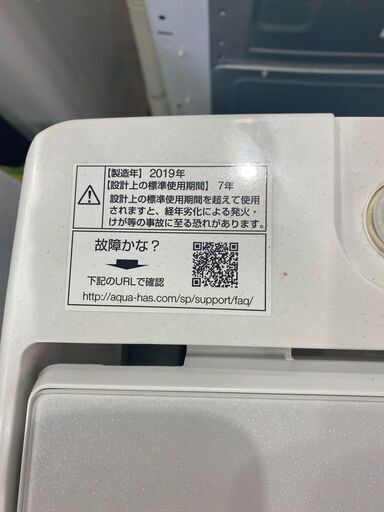 【製造年】2019年
【設計上の標準使用期間】 7年
設計上の標準使用期間を超えて使用
されますと、経年劣化による発火・
けが等の事故に至る恐れがあります。
故障かな？
下記のURLで確認
http://aqua-has.com/sp/support/faq/